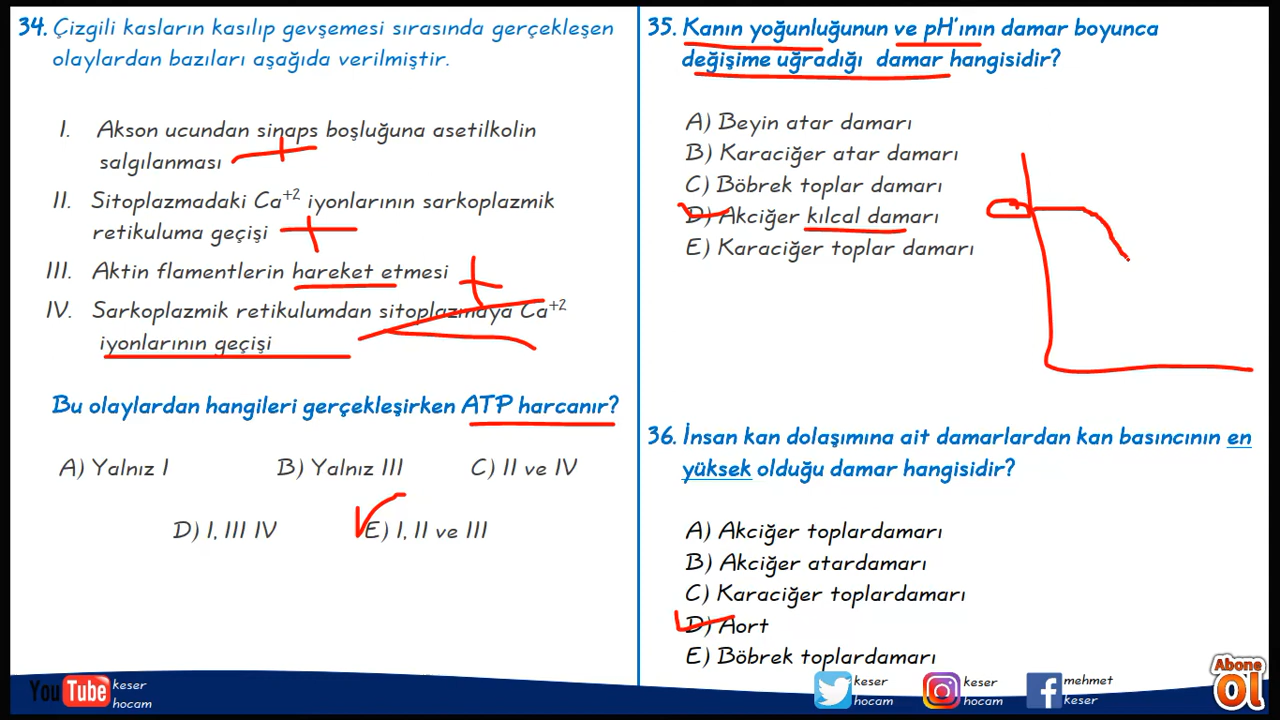 34. Çizgili kasların kasılıp gevşemesi sırasında gerçekleşen
olaylardan bazıları aşağıda verilmiştir.
I. Akson ucundan sinaps boşluğuna asetilkolin
salgılanması
II. Sitoplazmadaki Ca+2 iyonlarının sarkoplazmik
retikuluma geçişi
III. Aktin flamentlerin hareket etmesi
IV. Sarkoplazmik retikulumdan sitoplazmaya Ca+2
iyonlarının geçişi
Bu olaylardan hangileri gerçekleşirken ATP harcanır?
A) Yalnız I B) Yalnız III C) II ve IV
D) I, III IV E) I, II ve III
35. Kanın yoğunluğunun ve pH'ının damar boyunca
değişime uğradığı damar hangisidir?
A) Beyin atar damarı
B) Karaciğer atar damarı
C) Böbrek toplar damarı
D) Akciğer kılcal damarı
E) Karaciğer toplar damarı
36. İnsan kan dolaşımına ait damarlardan kan basıncının en
yüksek olduğu damar hangisidir?
A) Akciğer toplardamarı
B) Akciğer atardamarı
C) Karaciğer toplardamarı
D) Aort
E) Böbrek toplardamarı
YouTube keser
hocam
keser
hocam
keser
hocam
mehmet
keser
Abone
OL